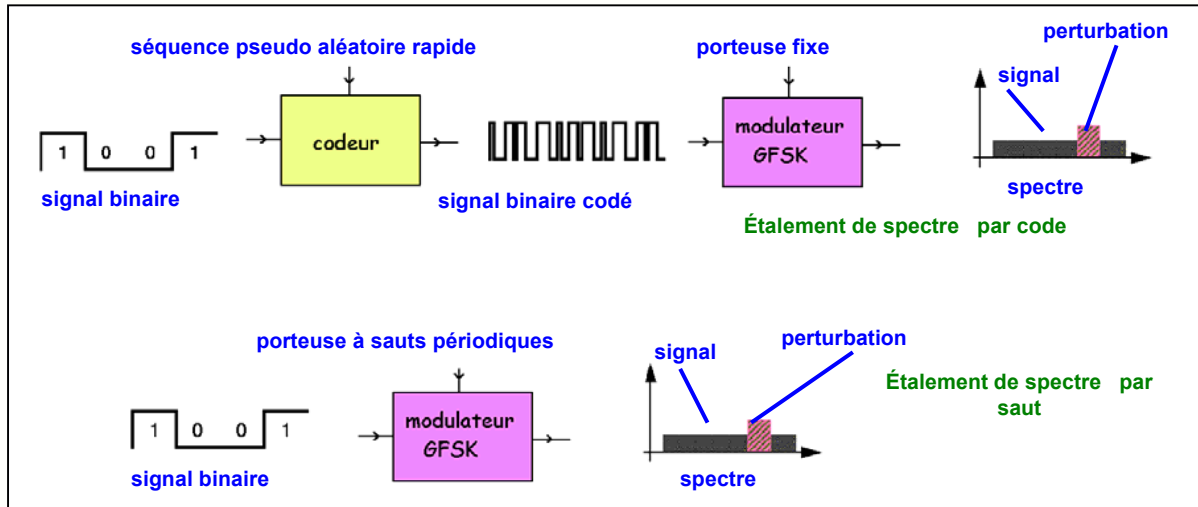 séquence pseudo aléatoire rapide
porteuse fixe
perturbation
signal
1 0 0 1
codeur
modulateur
GFSK
signal binaire
signal binaire codé
spectre
Étalement de spectre par code
porteuse à sauts périodiques
signal
perturbation
Étalement de spectre par
saut
1 0 0 1
modulateur
GFSK
signal binaire
spectre